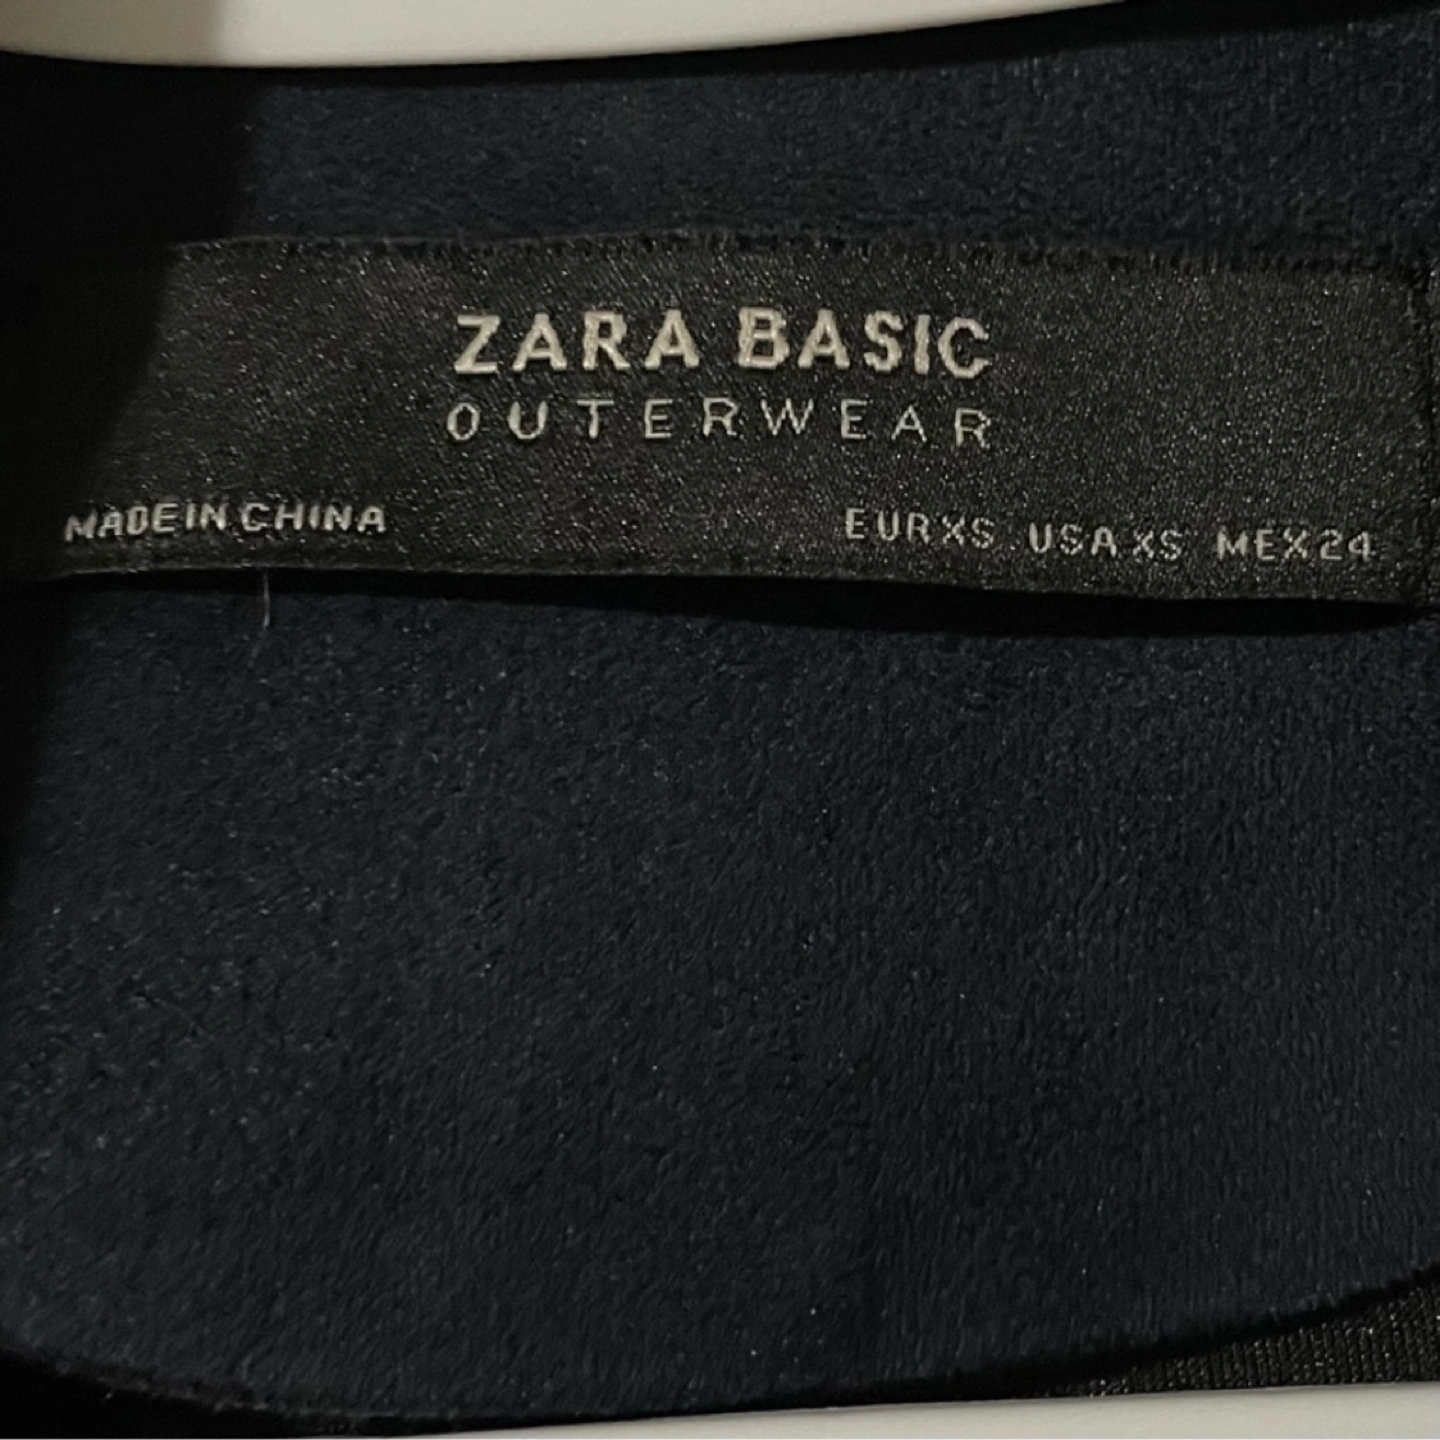 ZARA BASIC
OUTERWEAR
MADE IN CHINA
EUR XS USA XS MEX 24